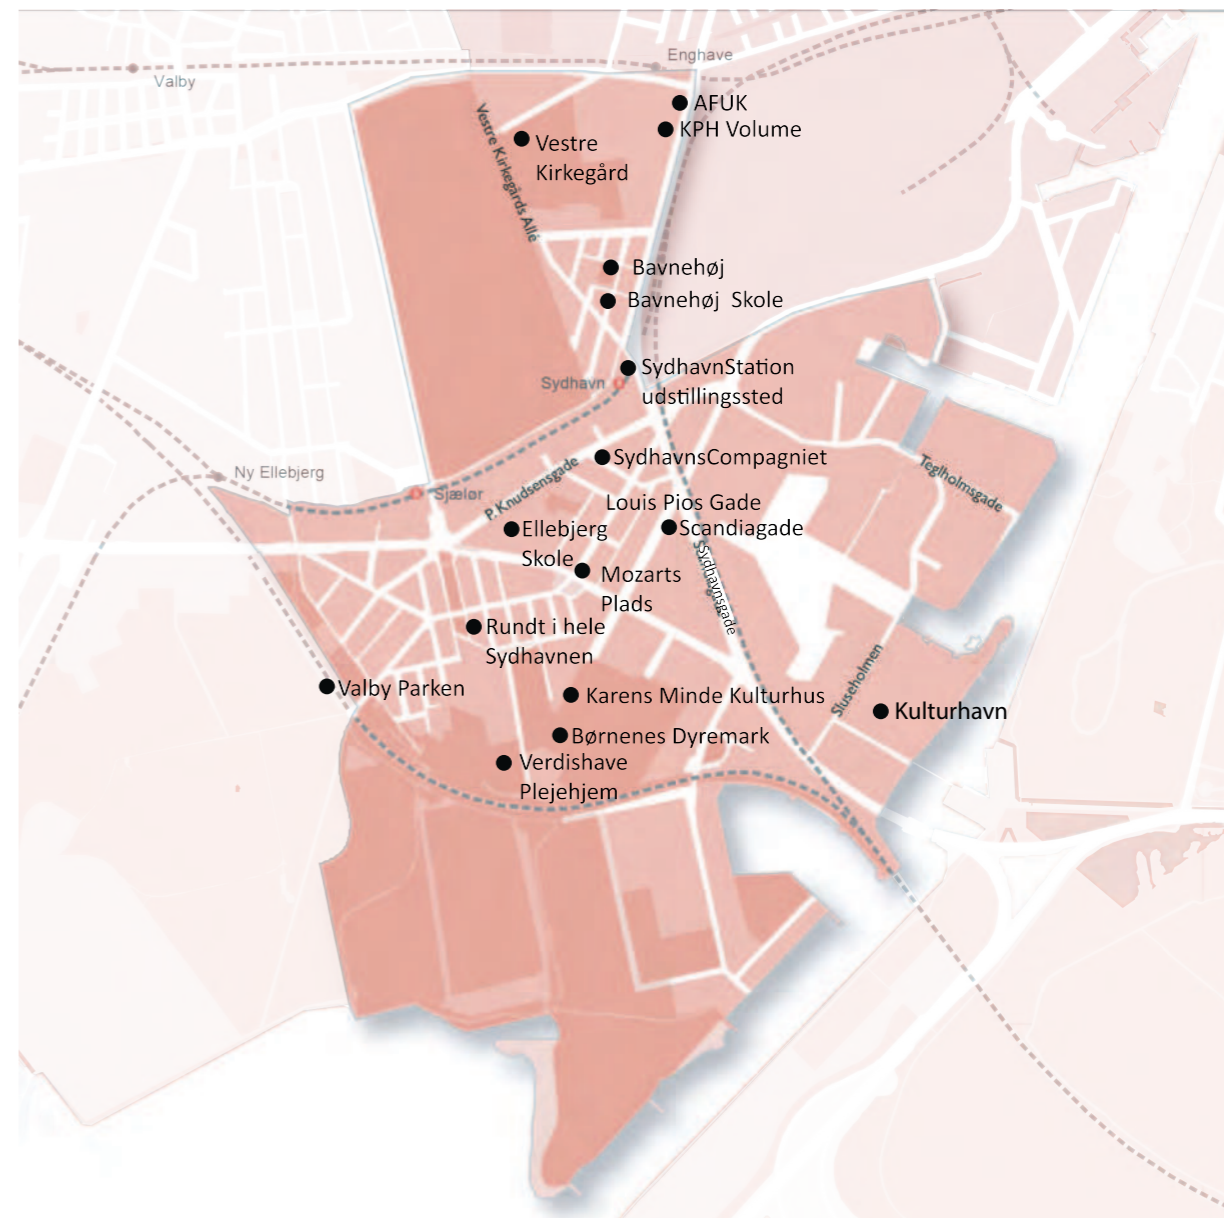 Enghave
Valby
AFUK
KPH Volume
Vestre Kirkegårds Allé
Vestre
Kirkegård
Bavnehøj
Bavnehøj Skole
SydhavnStation
udstillingssted
Sydhavn
SydhavnsCompagniet
Ny Ellebjerg
Sjælør
P. Knudsensgade
Teglholmsgade
Louis Pios Gade
Scandiagade
Ellebjerg
Skole
Mozarts
Plads
Sydhavnsgade
Rundt i hele
Sydhavnen
Valby Parken
Karens Minde Kulturhus
Sluseholmen
Kulturhavn
Børnenes Dyremark
Verdishave
Plejehjem